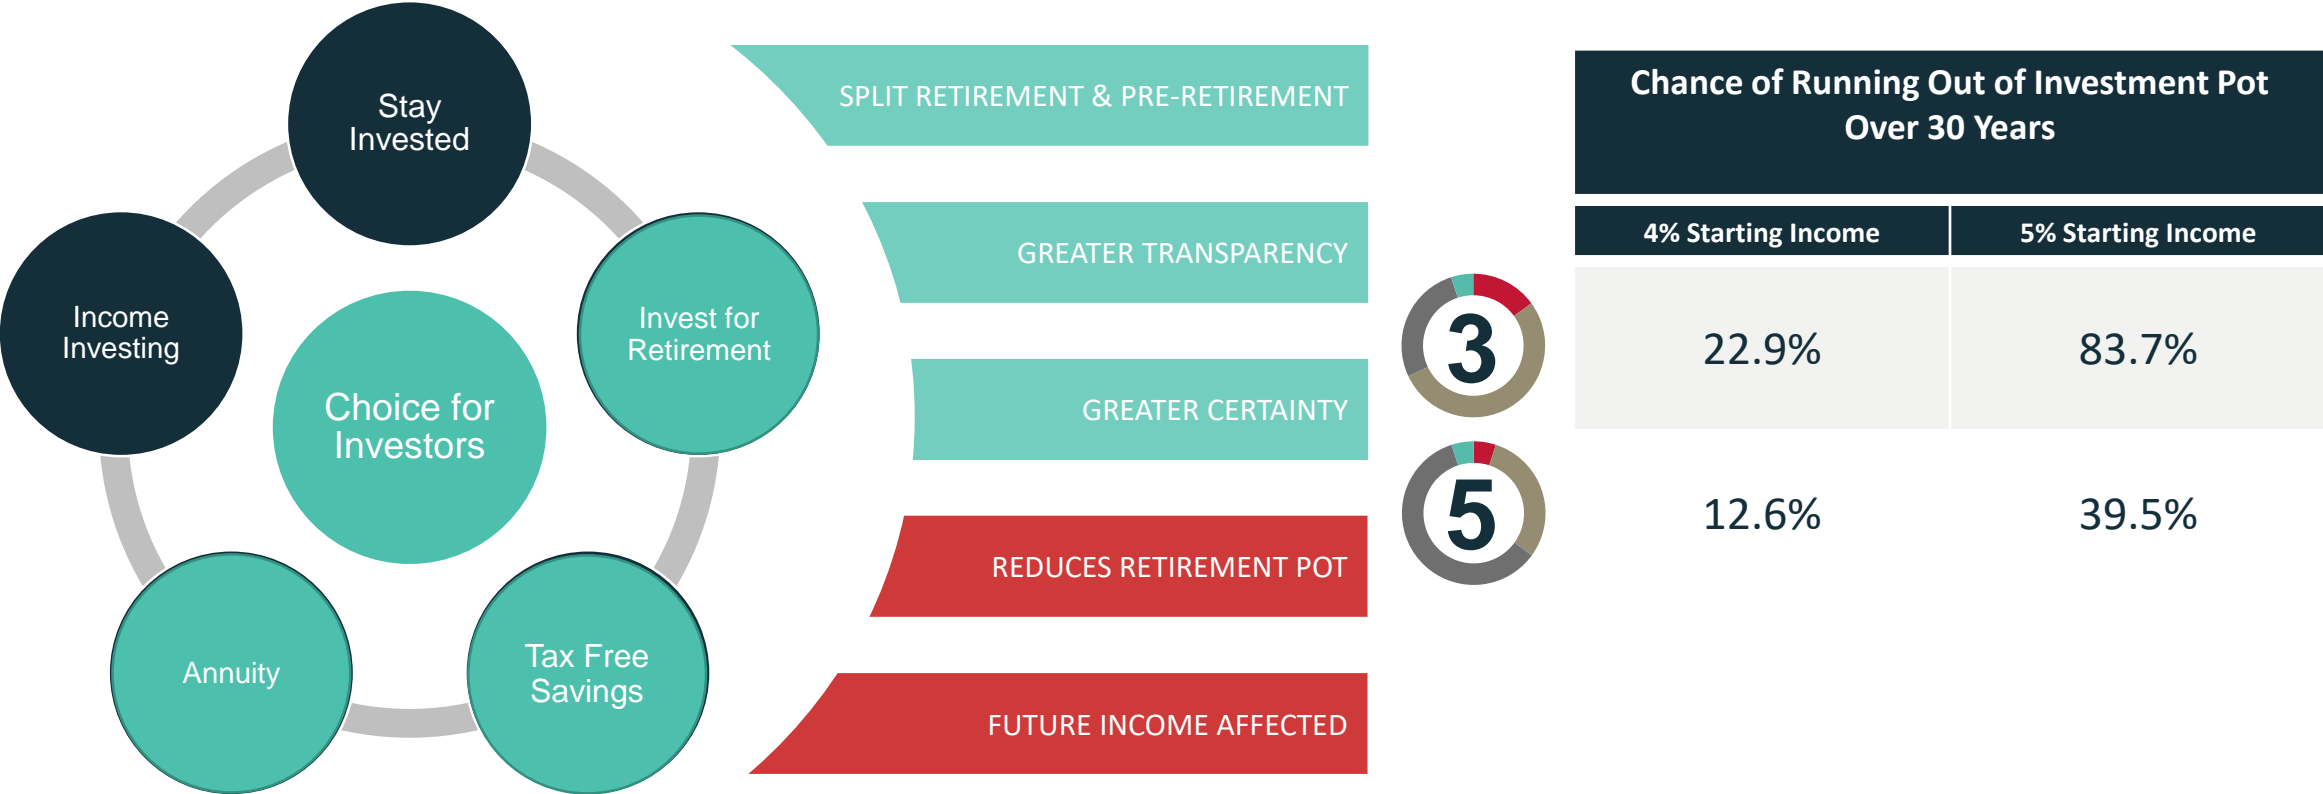 Stay
Invested
Income
Investing
Invest for
Retirement
Choice for
Investors
Annuity
Tax Free
Savings
SPLIT RETIREMENT & PRE-RETIREMENT
GREATER TRANSPARENCY
GREATER CERTAINTY
REDUCES RETIREMENT POT
FUTURE INCOME AFFECTED
Chance of Running Out of Investment Pot
Over 30 Years
4% Starting Income 5% Starting Income
3 22.9% 83.7%
5 12.6% 39.5%